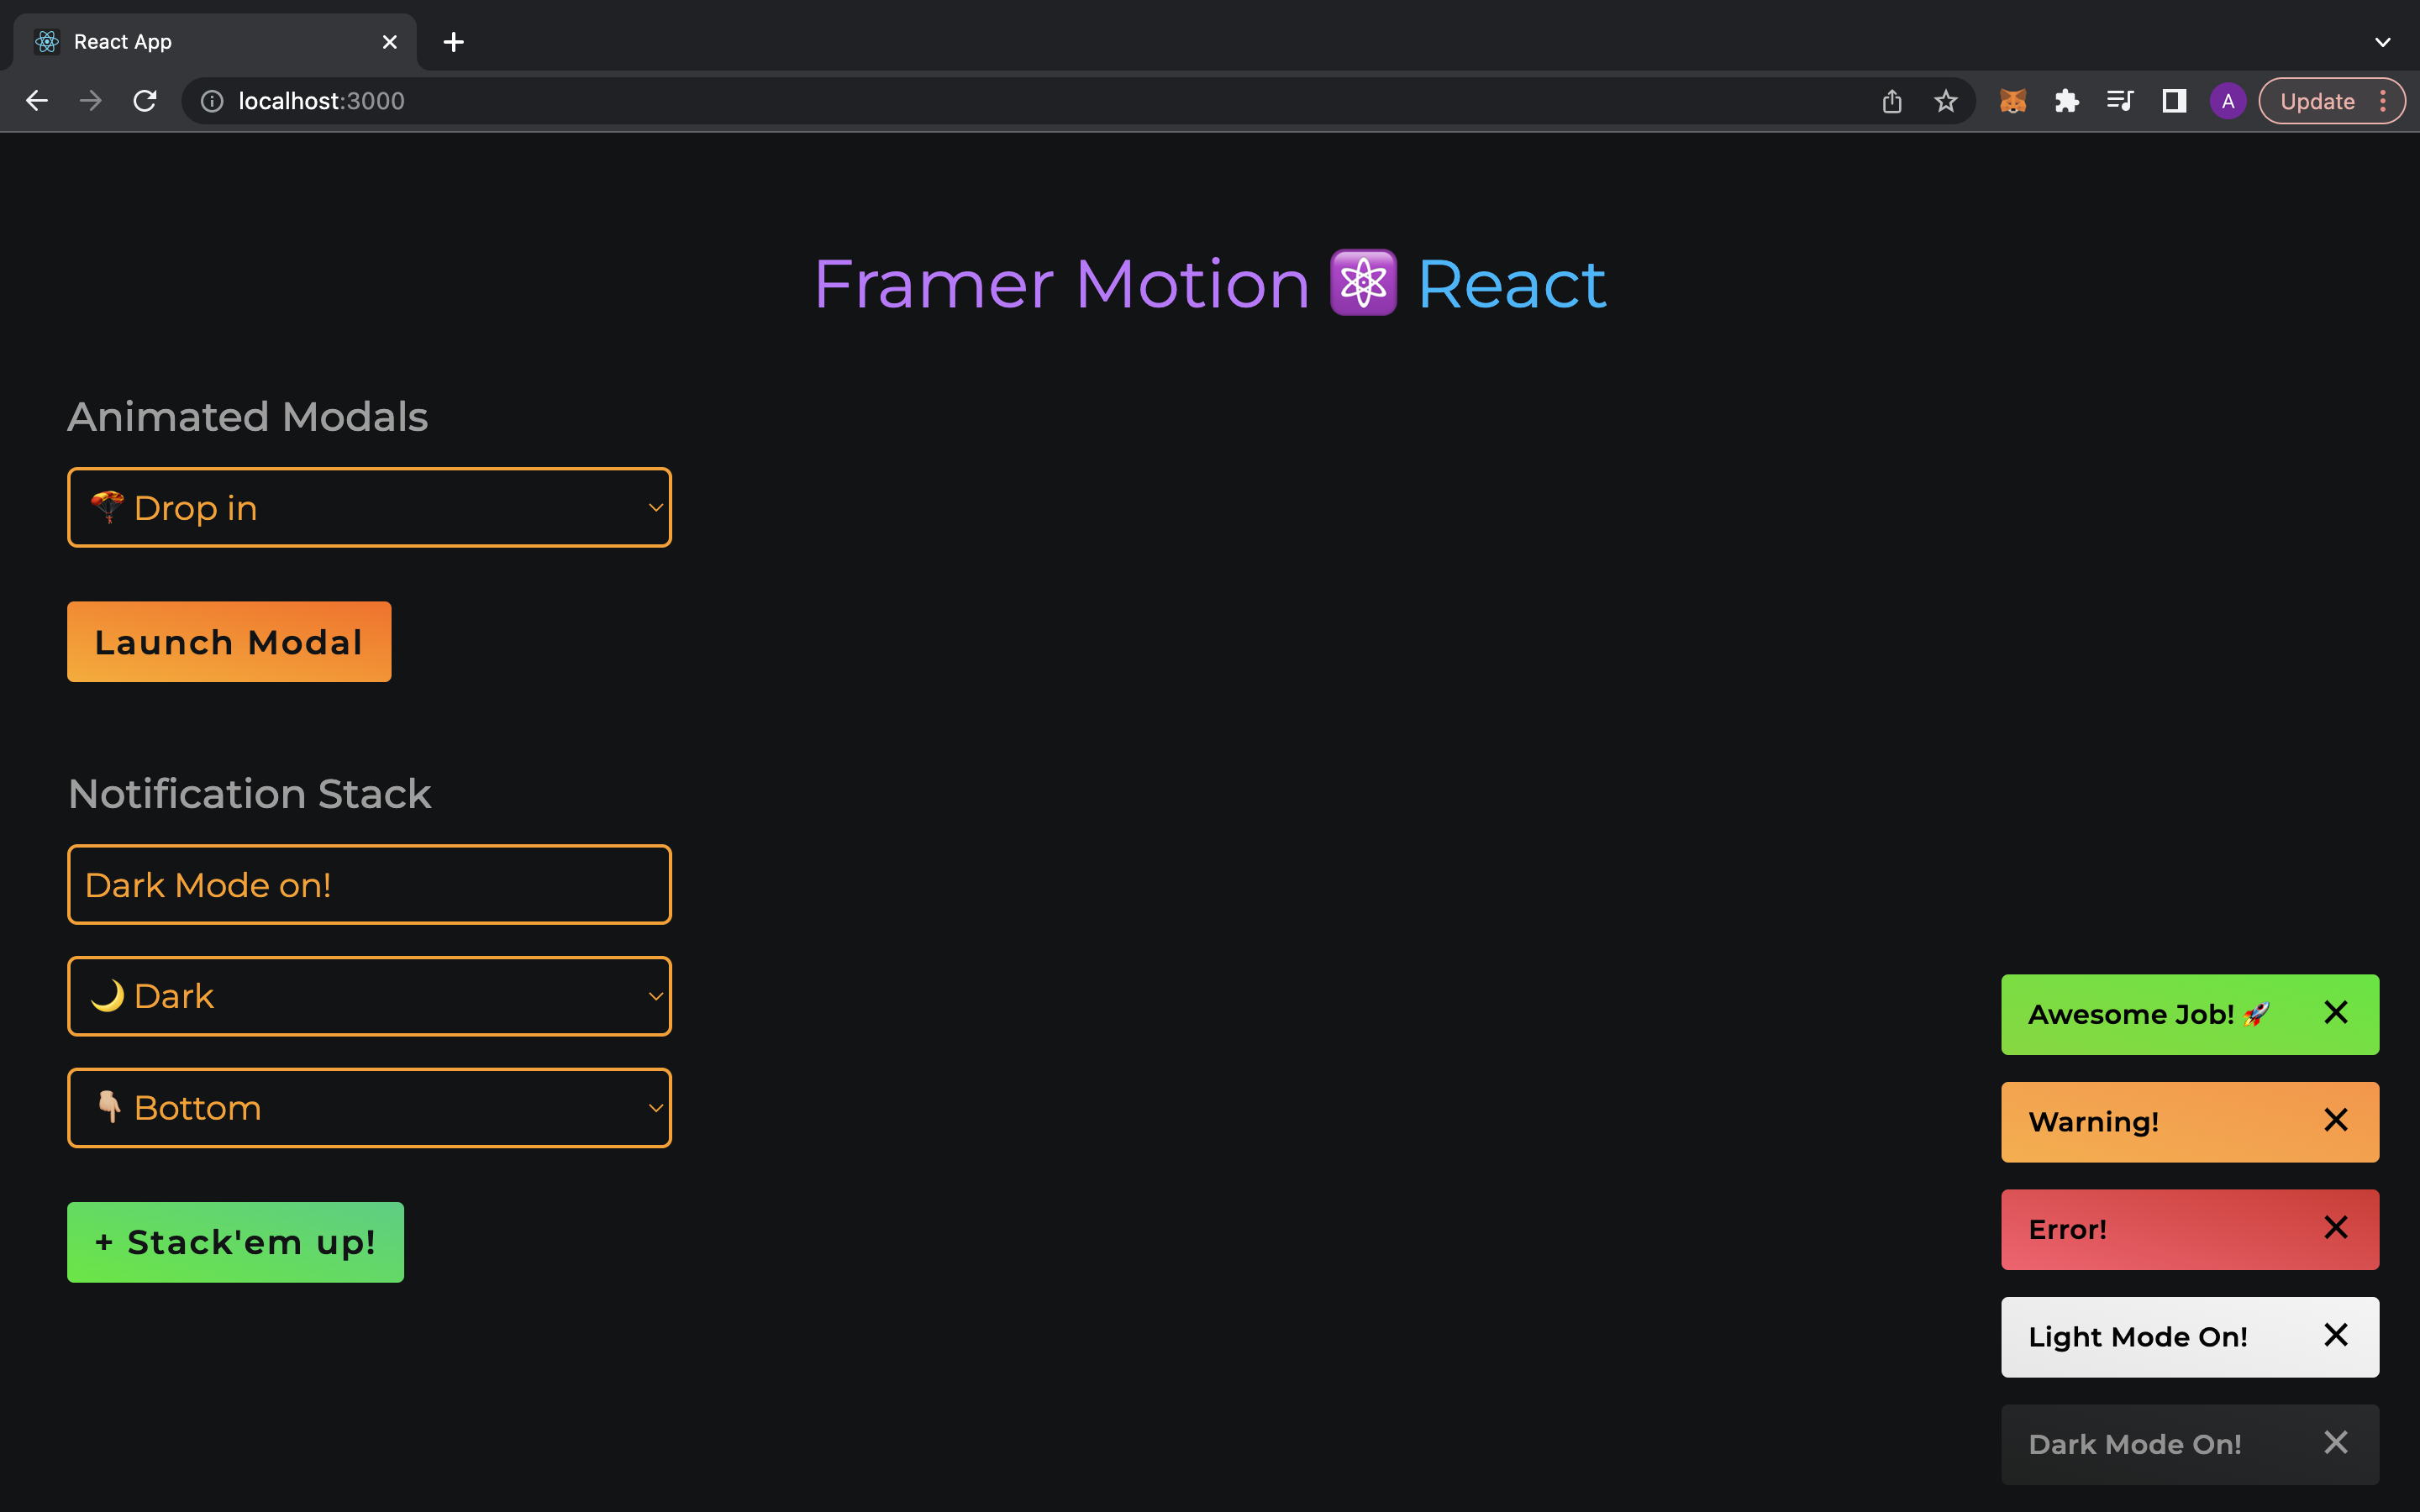 React App
localhost:3000
A
Update
Framer Motion ⚛️ React
Animated Modals
🪂 Drop in
Launch Modal
Notification Stack
Dark Mode on!
🌙 Dark
👇🏼 Bottom
+ Stack'em up!
Awesome Job! 🚀
Warning!
Error!
Light Mode On!
Dark Mode On!